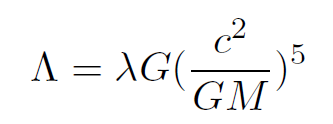 Λ = λG(c²/GM)⁵